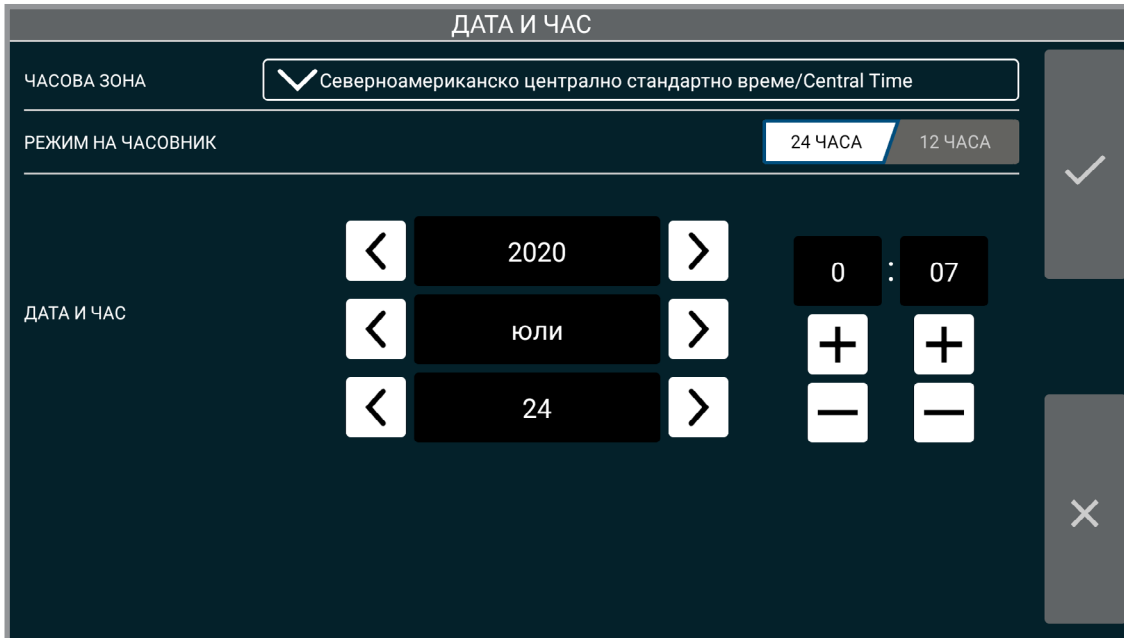 ДАТА И ЧАС
ЧАСОВА ЗОНА
Северноамериканско централно стандартно време/Central Time
РЕЖИМ НА ЧАСОВНИК
24 ЧАСА
12 ЧАСА
ДАТА И ЧАС
2020
юли
24
0 : 07